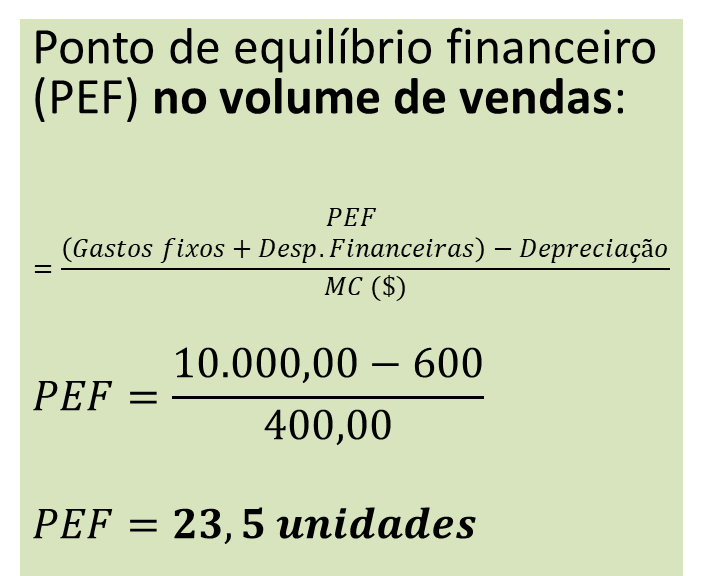 Ponto de equilíbrio financeiro
(PEF) no volume de vendas:
PEF
= (Gastos fixos + Desp. Financeiras) − Depreciação
MC ($)
10.000,00 − 600
PEF =
400,00
PEF = 23,5 unidades